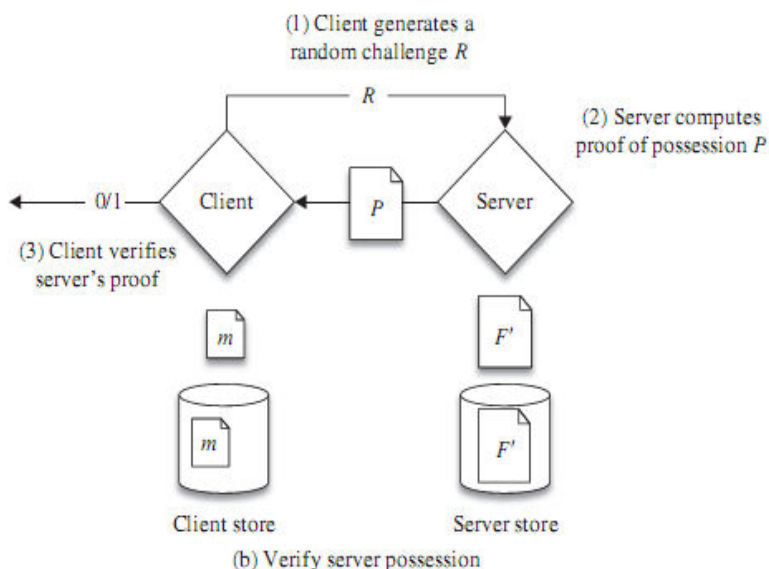 (1) Client generates a
random challenge R
R
(2) Server computes
proof of possession P
0/1
Client
P
Server
(3) Client verifies
server's proof
m
F'
m
F'
Client store
Server store
(b) Verify server possession